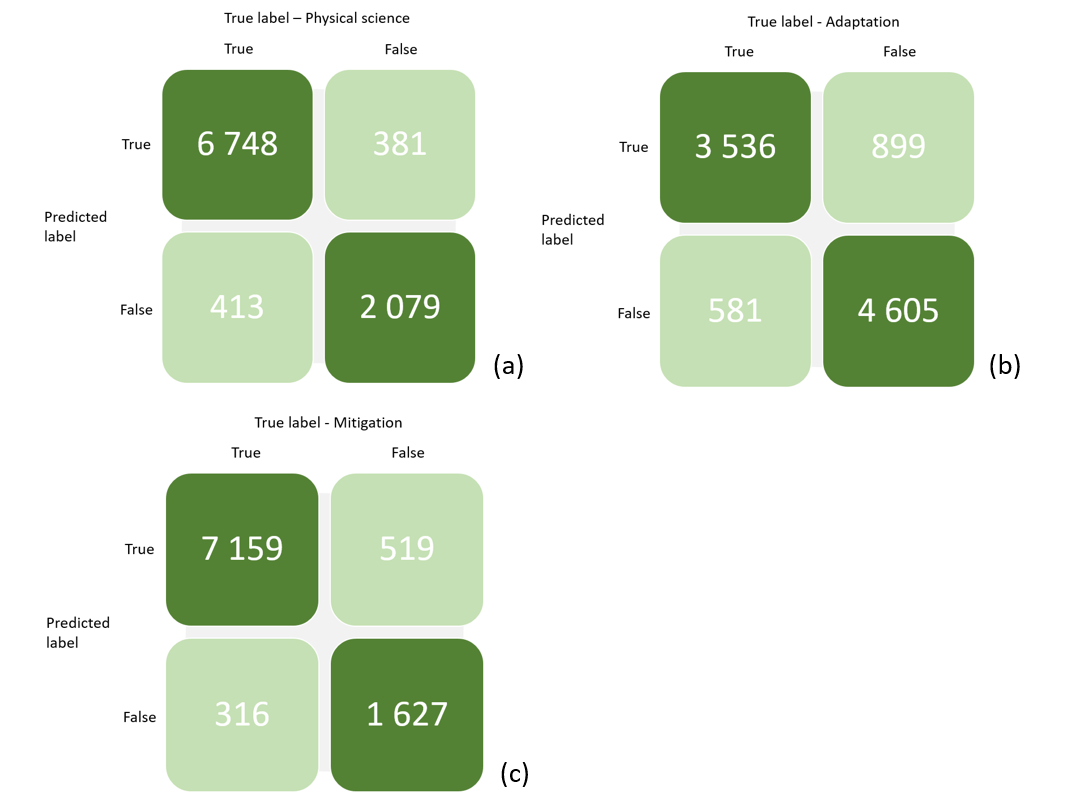 True label – Physical science
True False
True 6 748 381
Predicted
label
False 413 2 079
(a)
True label - Adaptation
True False
True 3 536 899
Predicted
label
False 581 4 605
(b)
True label - Mitigation
True False
True 7 159 519
Predicted
label
False 316 1 627
(c)